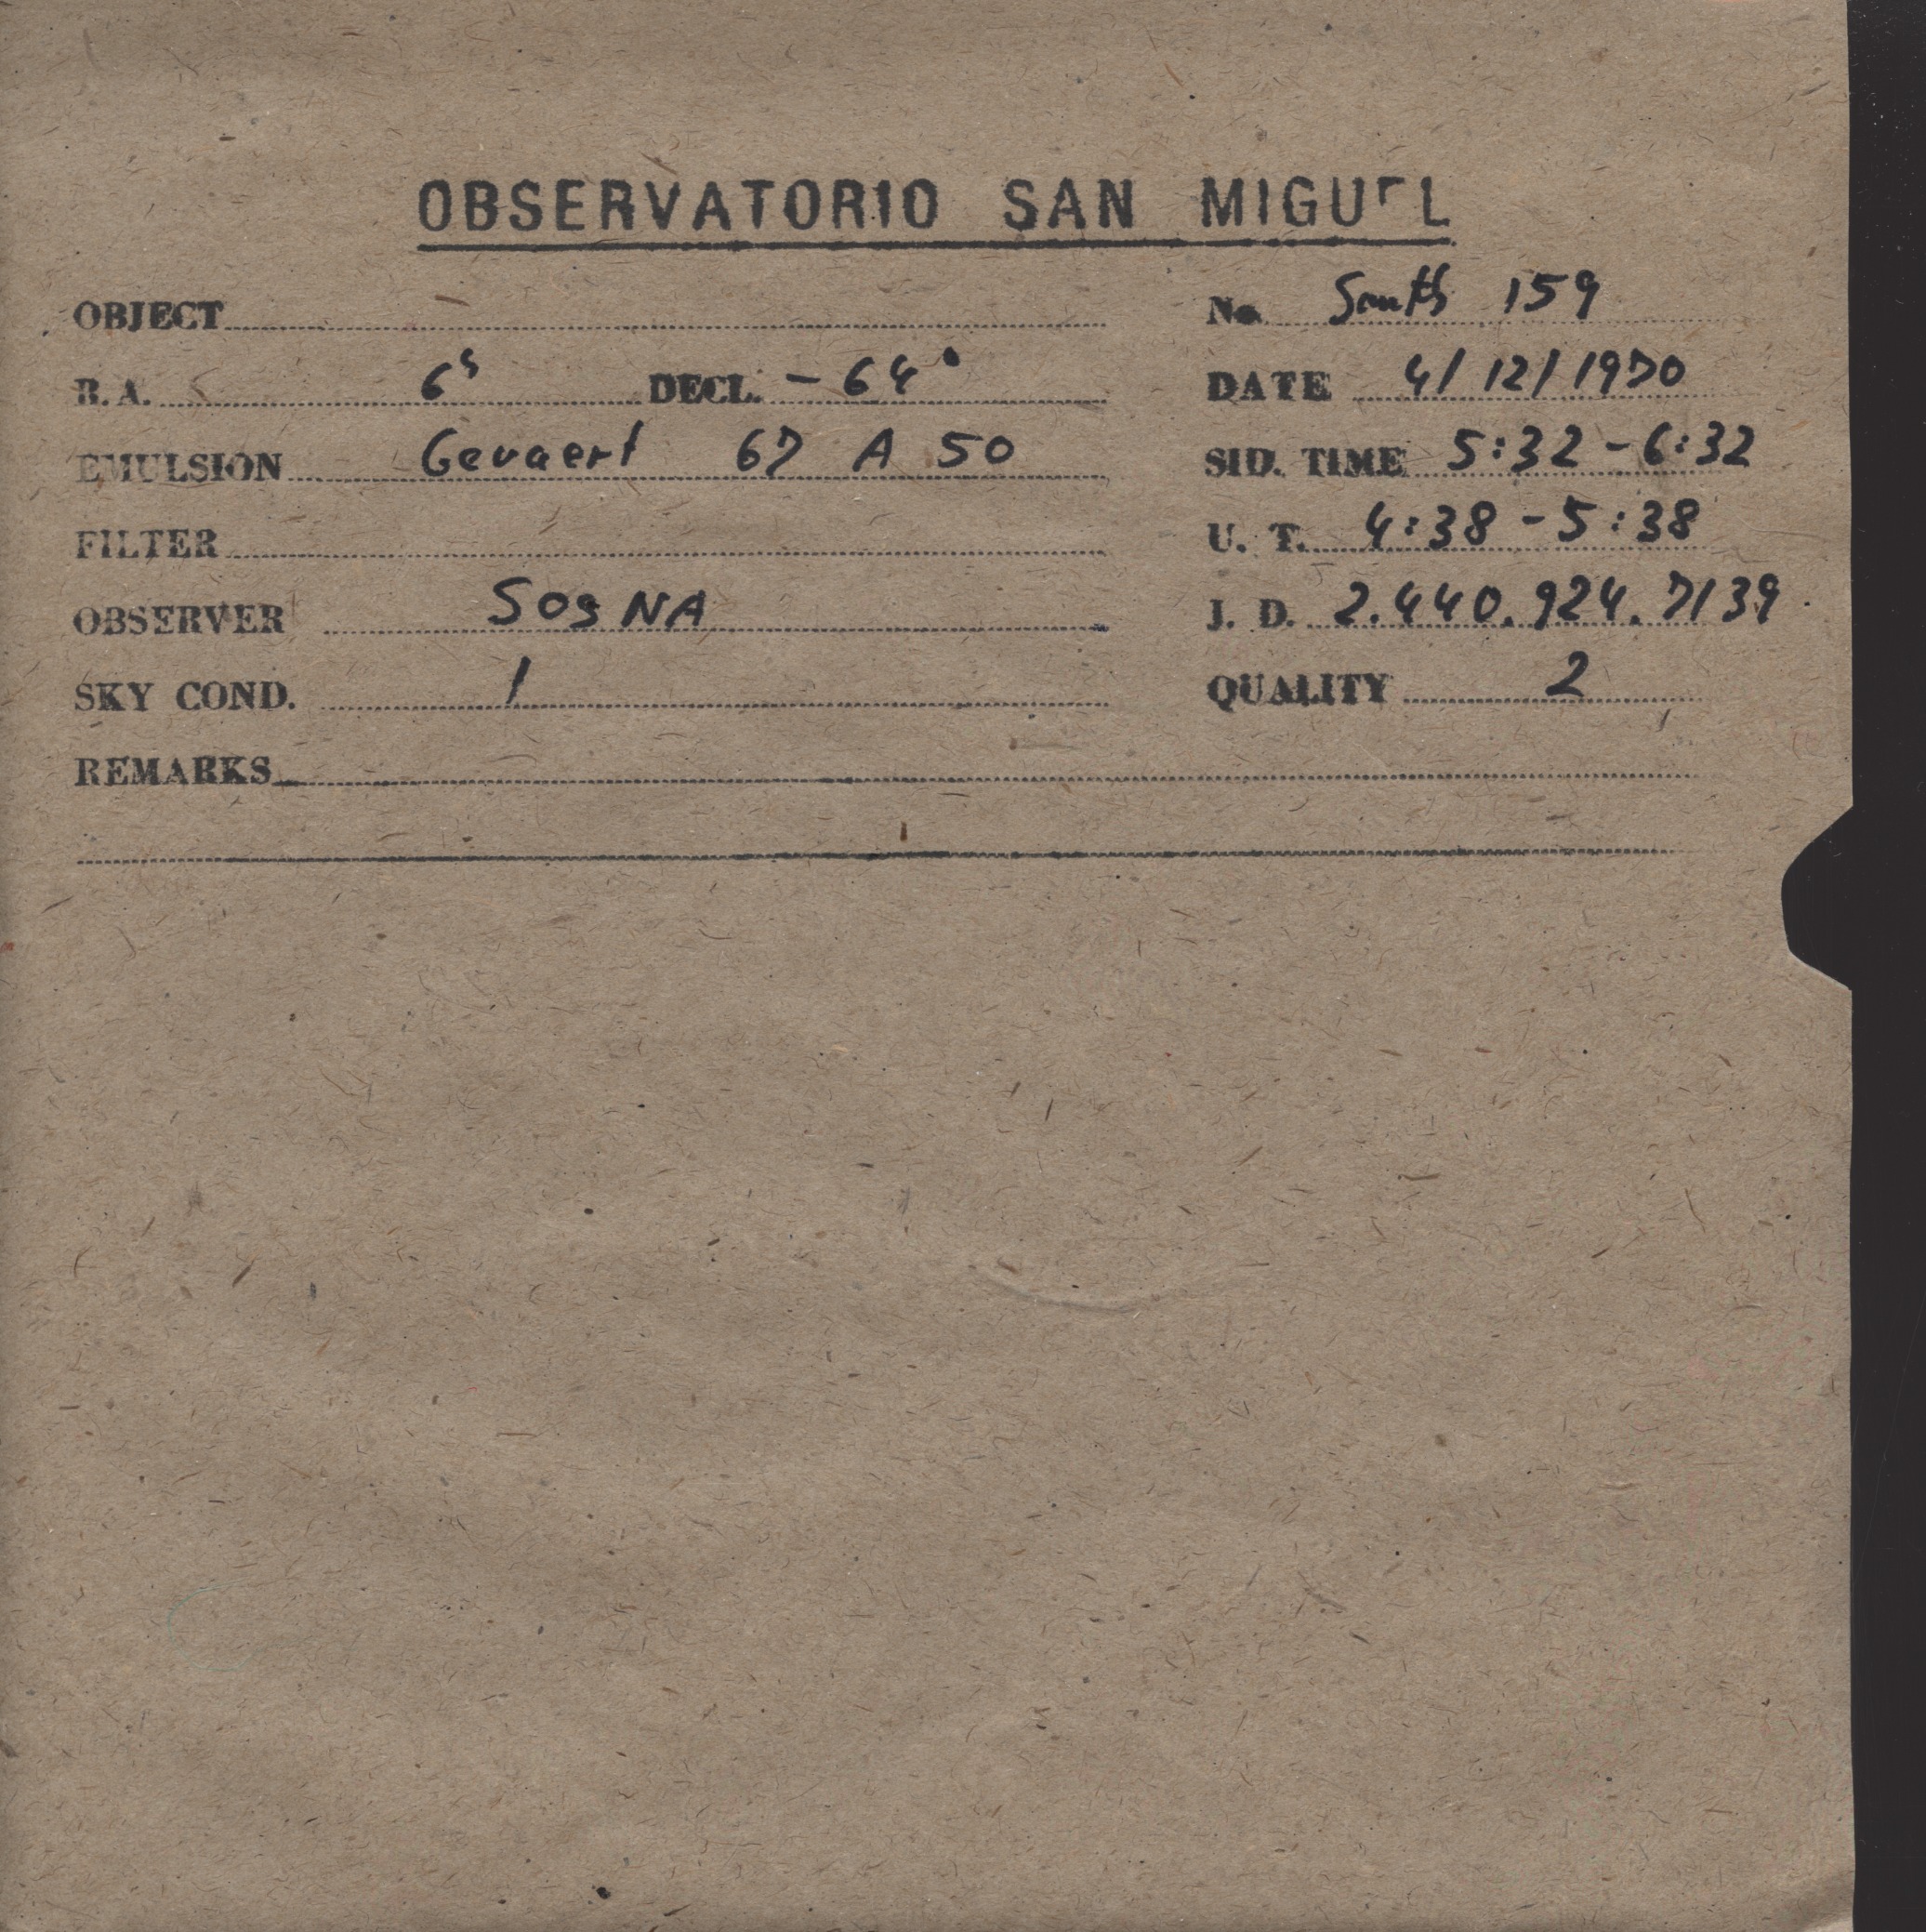 OBSERVATORIO SAN MIGUEL
OBJECT No South 159
R.A. 6h DECL. -64° DATE 4/12/1970
EMULSION Gevaert 67 A 50 SID. TIME 5:32-6:32
FILTER U. T. 4:38-5:38
OBSERVER SosNA J. D. 2.440.924.7139
SKY COND. 1 QUALITY 2
REMARKS